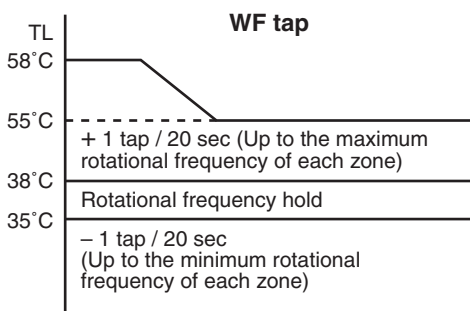 WF tap
TL
58˚C
55˚C
+ 1 tap / 20 sec (Up to the maximum
rotational frequency of each zone)
38˚C
Rotational frequency hold
35˚C
– 1 tap / 20 sec
(Up to the minimum rotational
frequency of each zone)